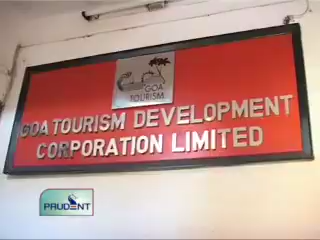 GOA
TOURISM
GOA TOURISM DEVELOPMENT
CORPORATION LIMITED
PRUDENT